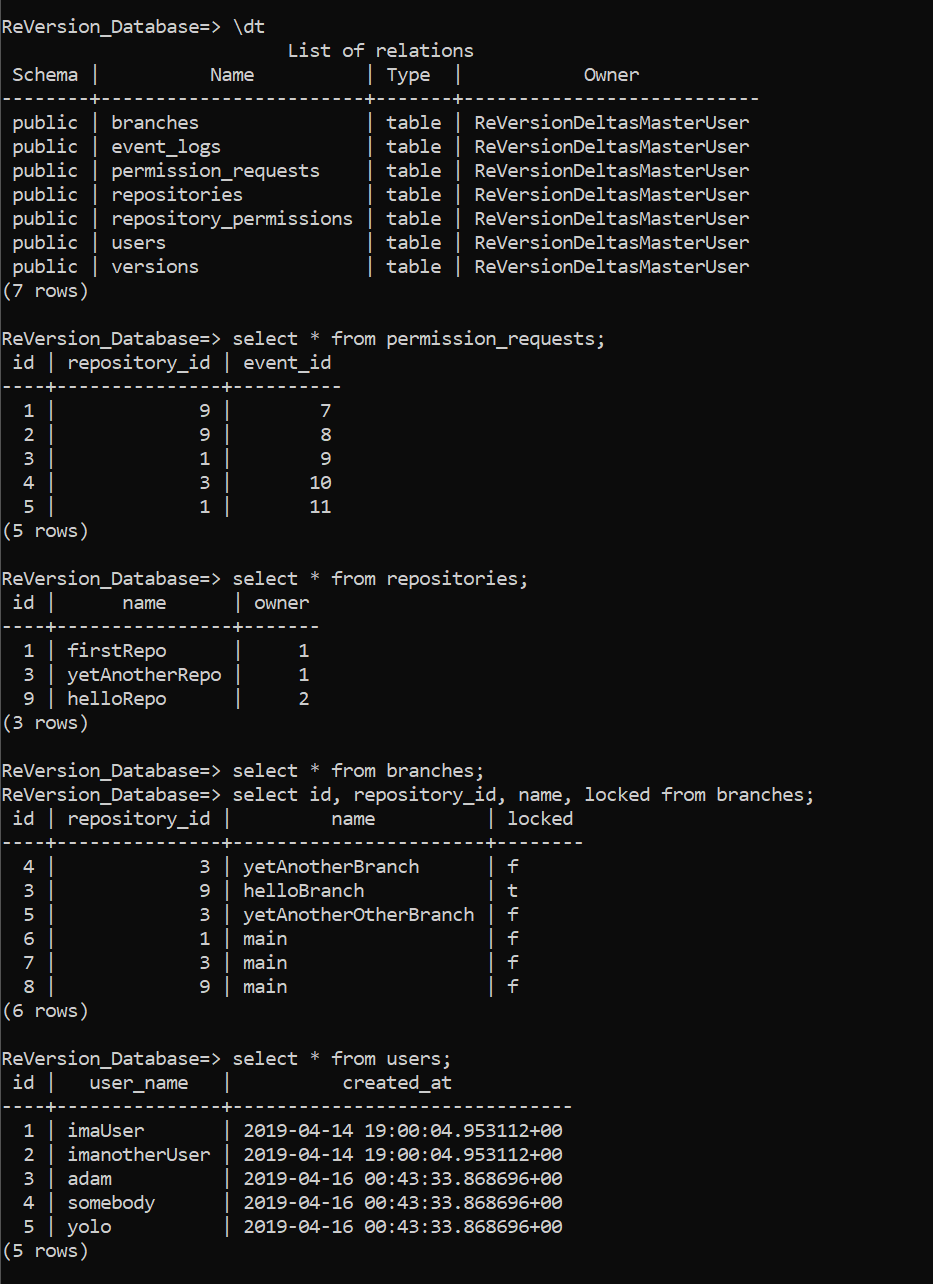 ReVersion_Database=> \dt
                          List of relations
 Schema |          Name          | Type  |           Owner
--------+------------------------+-------+---------------------------
 public | branches               | table | ReVersionDeltasMasterUser
 public | event_logs             | table | ReVersionDeltasMasterUser
 public | permission_requests    | table | ReVersionDeltasMasterUser
 public | repositories           | table | ReVersionDeltasMasterUser
 public | repository_permissions | table | ReVersionDeltasMasterUser
 public | users                  | table | ReVersionDeltasMasterUser
 public | versions               | table | ReVersionDeltasMasterUser
(7 rows)

ReVersion_Database=> select * from permission_requests;
 id | repository_id | event_id
----+---------------+----------
  1 |             9 |        7
  2 |             9 |        8
  3 |             1 |        9
  4 |             3 |       10
  5 |             1 |       11
(5 rows)

ReVersion_Database=> select * from repositories;
 id |      name      | owner
----+----------------+-------
  1 | firstRepo      |     1
  3 | yetAnotherRepo |     1
  9 | helloRepo      |     2
(3 rows)

ReVersion_Database=> select * from branches;
ReVersion_Database=> select id, repository_id, name, locked from branches;
 id | repository_id |         name          | locked
----+---------------+-----------------------+--------
  4 |             3 | yetAnotherBranch      | f
  3 |             9 | helloBranch           | t
  5 |             3 | yetAnotherOtherBranch | f
  6 |             1 | main                  | f
  7 |             3 | main                  | f
  8 |             9 | main                  | f
(6 rows)

ReVersion_Database=> select * from users;
 id |   user_name   |          created_at
----+---------------+-------------------------------
  1 | imaUser       | 2019-04-14 19:00:04.953112+00
  2 | imanotherUser | 2019-04-14 19:00:04.953112+00
  3 | adam          | 2019-04-16 00:43:33.868696+00
  4 | somebody      | 2019-04-16 00:43:33.868696+00
  5 | yolo          | 2019-04-16 00:43:33.868696+00
(5 rows)